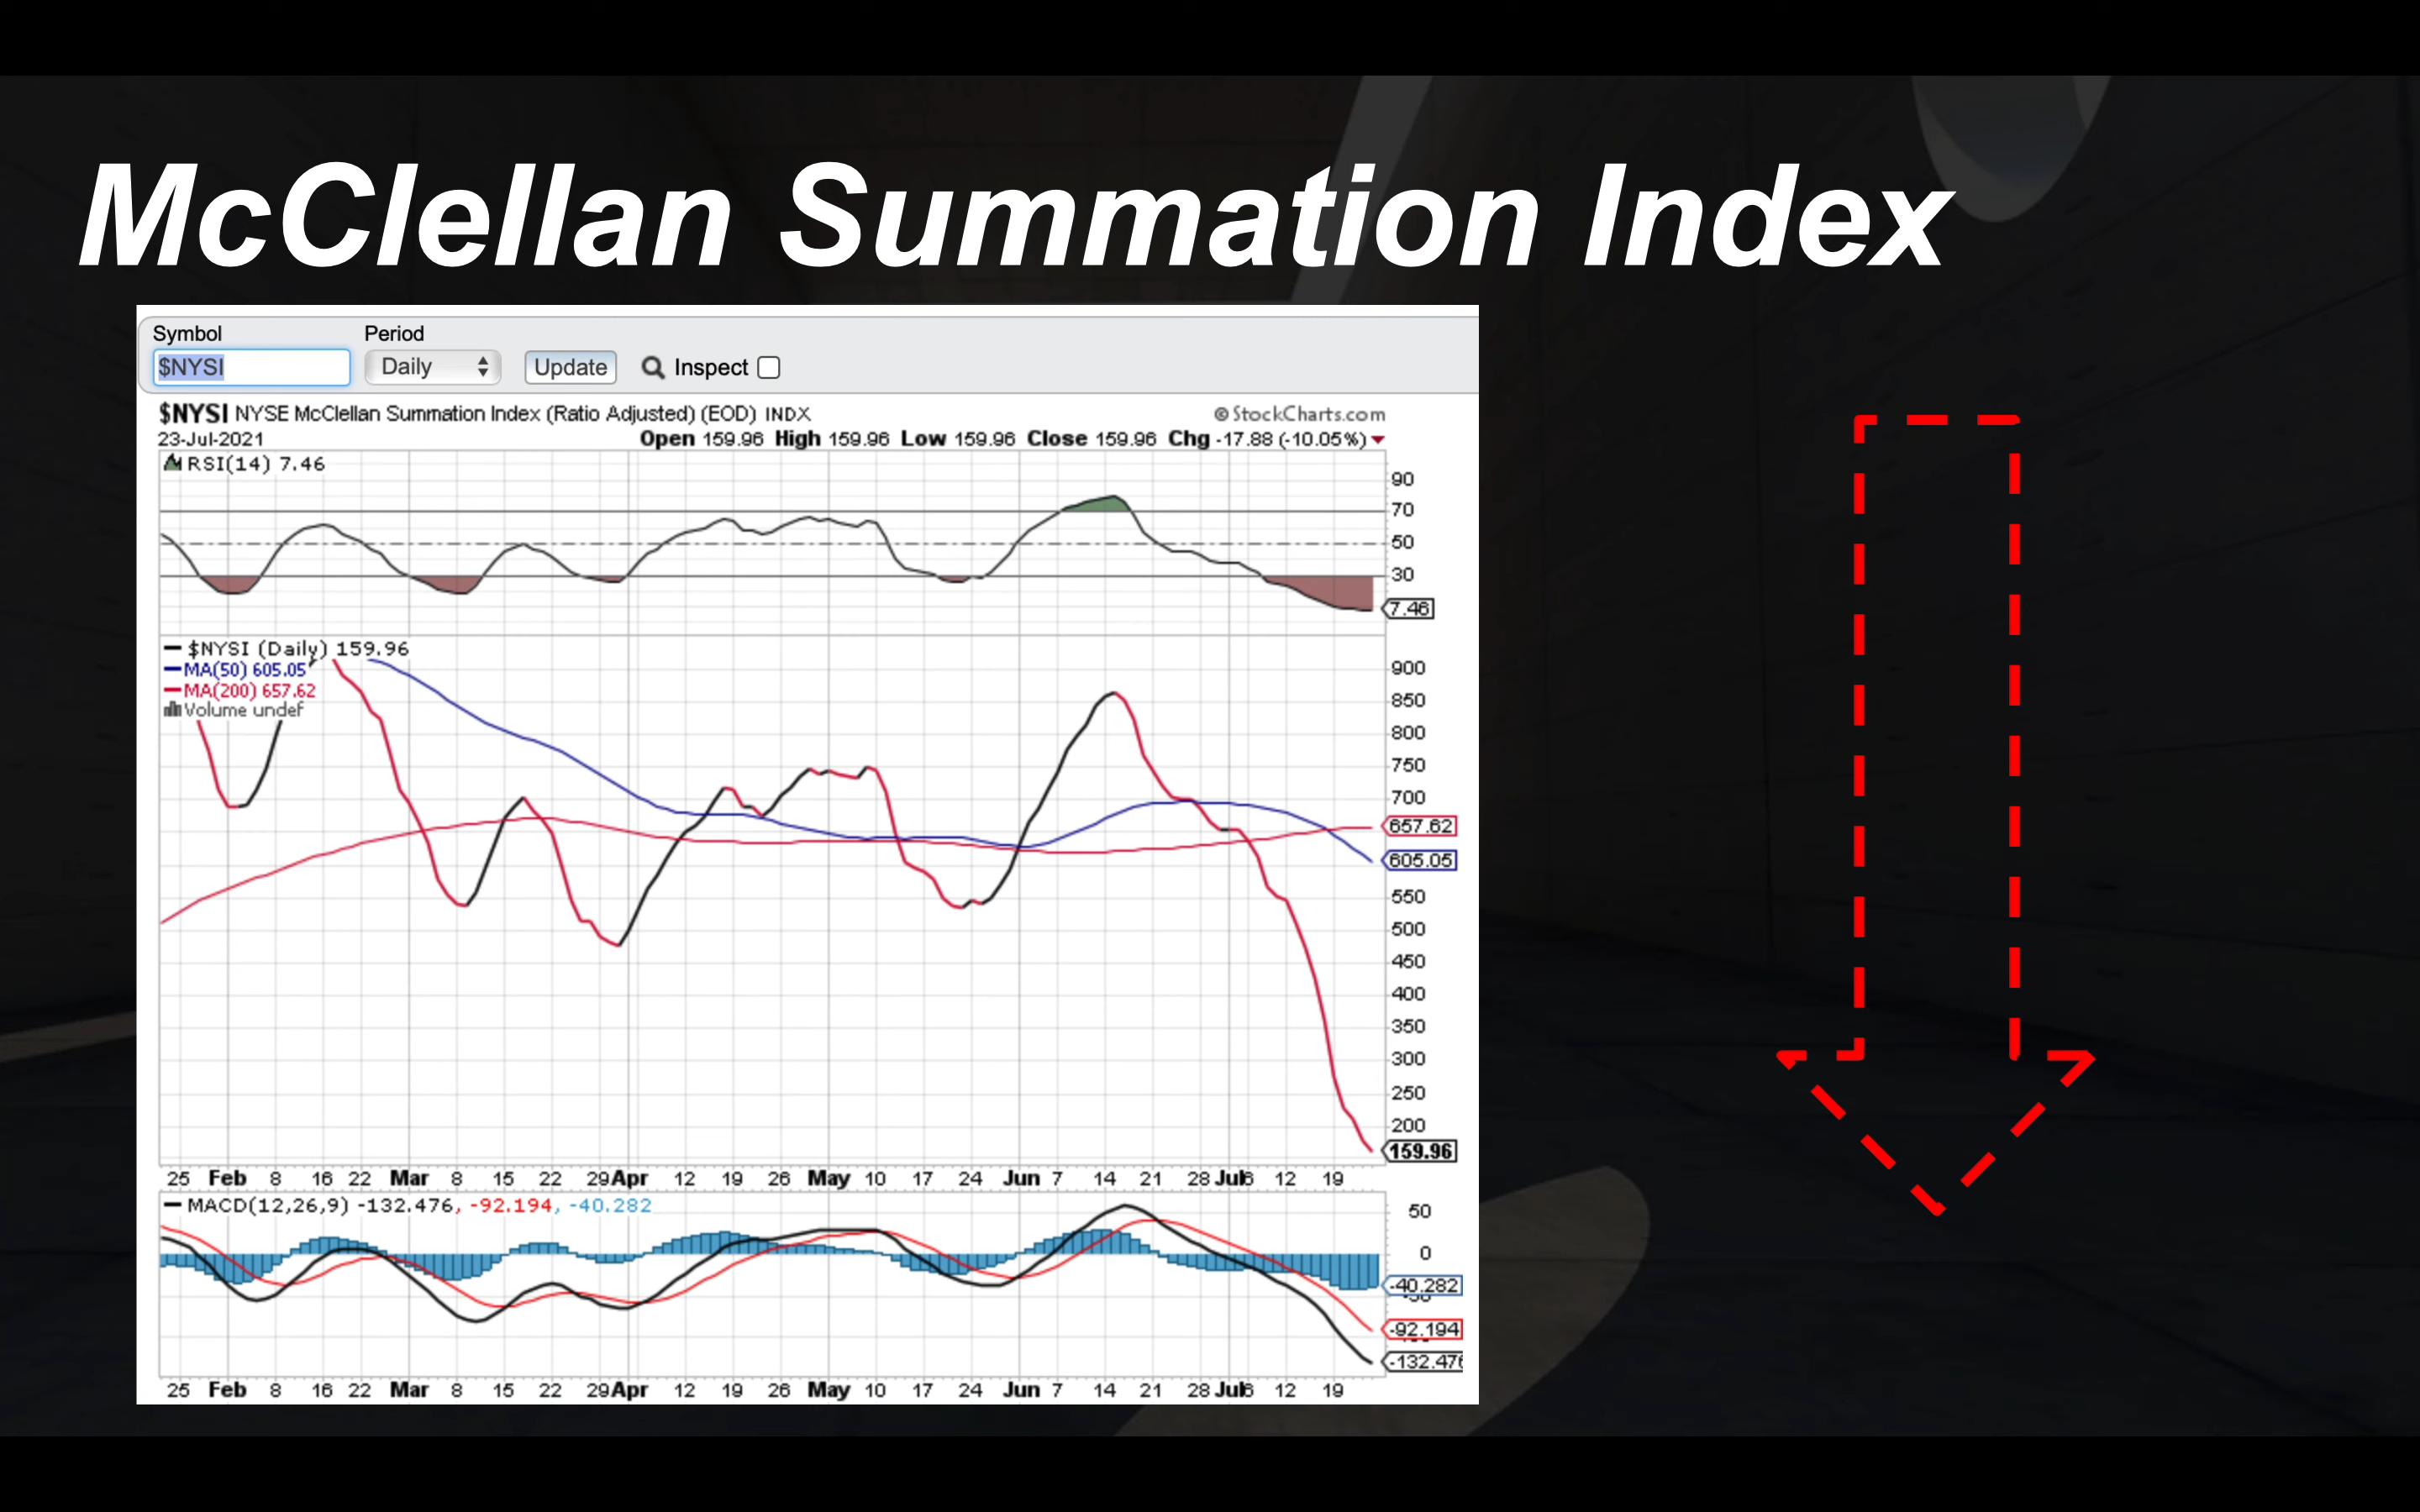 McClellan Summation Index
Symbol Period
$NYSI Daily Update Inspect
$NYSI NYSE McClellan Summation Index (Ratio Adjusted) (EOD) INDX © StockCharts.com
23-Jul-2021 Open 159.96 High 159.96 Low 159.96 Close 159.96 Chg -17.88 (-10.05%)
RSI(14) 7.46
90
70
50
30
7.46
$NYSI (Daily) 159.96
MA(50) 605.05
MA(200) 657.62
Volume undef
900
850
800
750
700
657.62
605.05
550
500
450
400
350
300
250
200
159.96
25 Feb 8 16 22 Mar 8 15 22 29 Apr 12 19 26 May 10 17 24 Jun 7 14 21 28 Jul 6 12 19
MACD(12,26,9) -132.476, -92.194, -40.282
50
0
-40.282
-92.194
-132.476
25 Feb 8 16 22 Mar 8 15 22 29 Apr 12 19 26 May 10 17 24 Jun 7 14 21 28 Jul 6 12 19